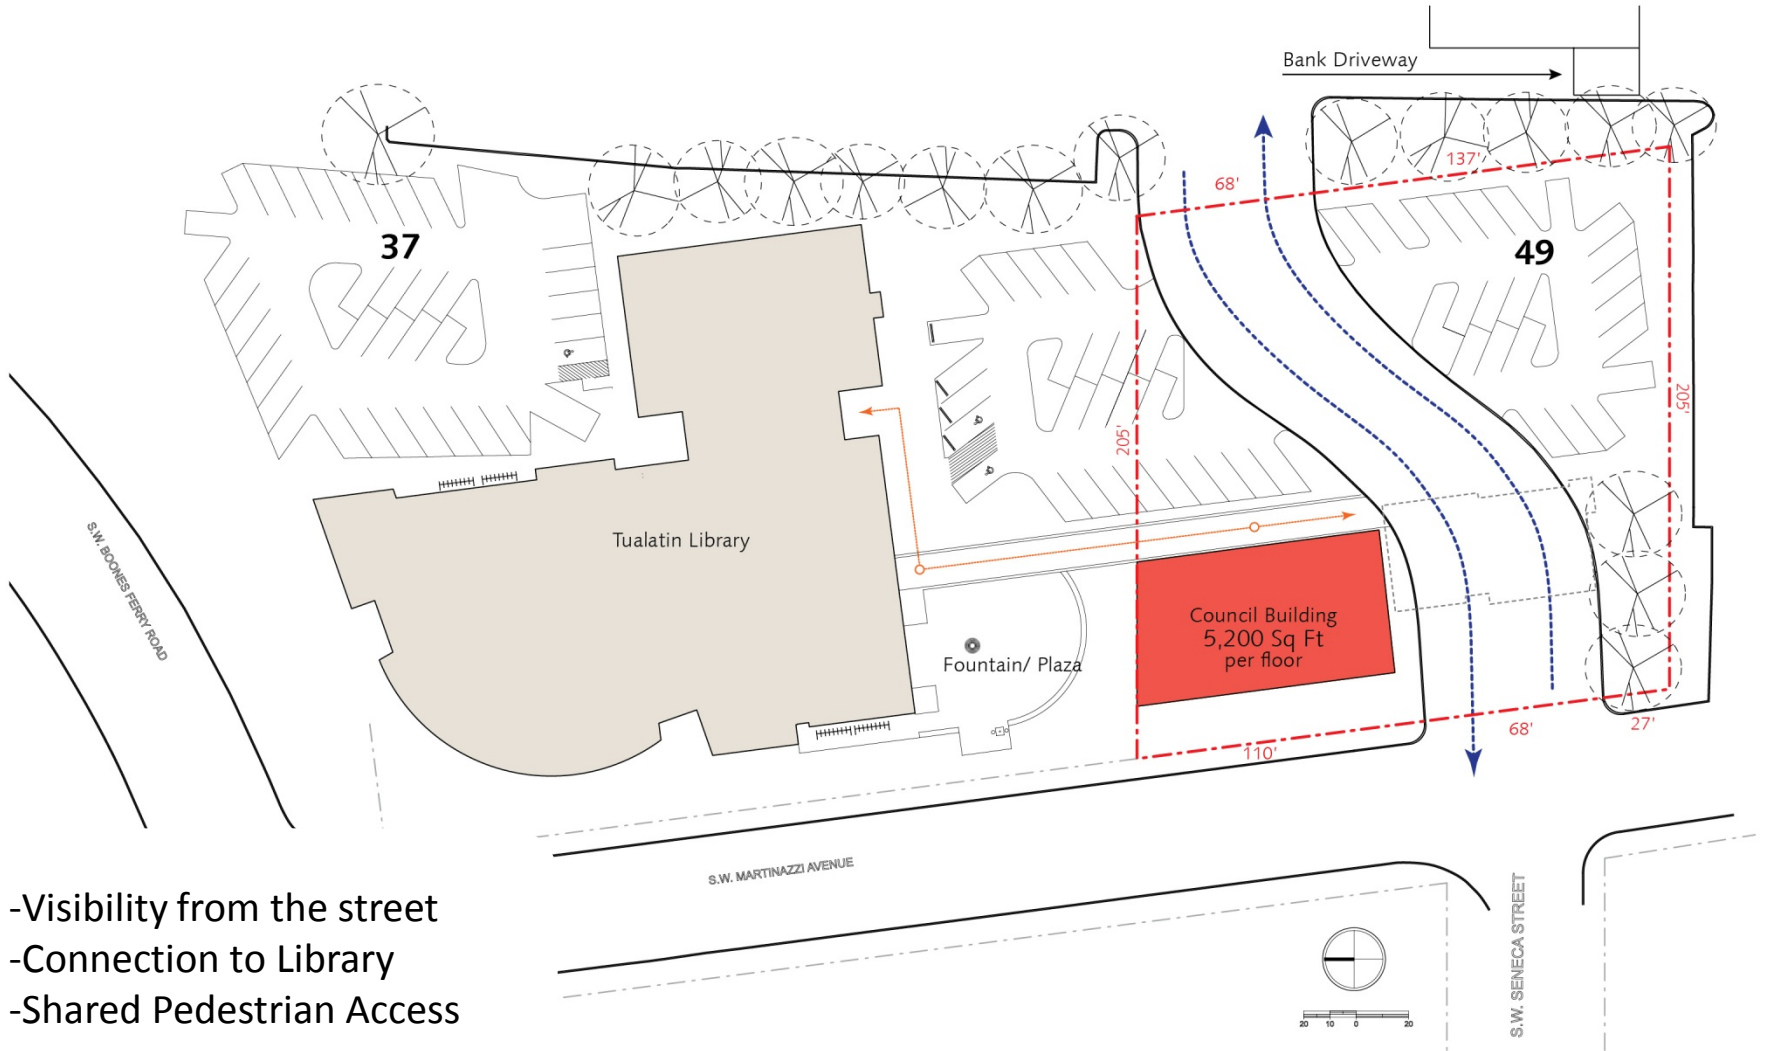 Bank Driveway
137'
68'
37
49
205'
205'
Tualatin Library
Council Building
5,200 Sq Ft
per floor
Fountain/ Plaza
S.W. BOONES FERRY ROAD
110'
68'
27'
S.W. MARTINAZZI AVENUE
S.W. SENECA STREET
-Visibility from the street
-Connection to Library
-Shared Pedestrian Access
20 10 0 20